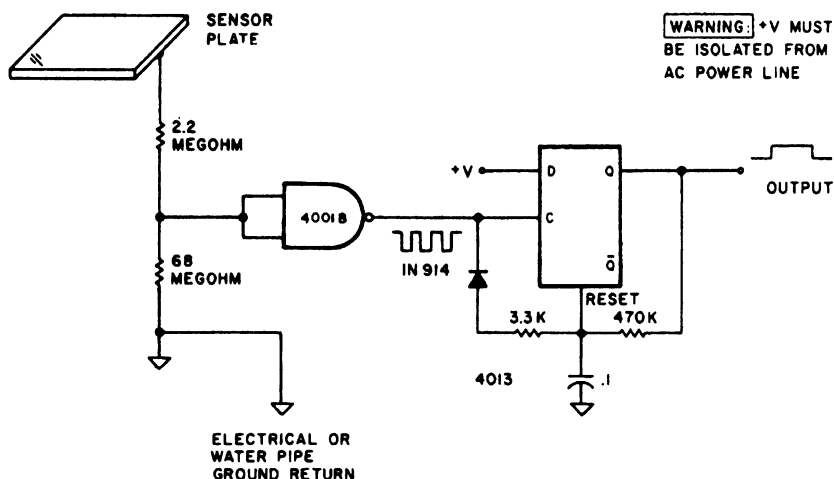 SENSOR
PLATE
WARNING: +V MUST
BE ISOLATED FROM
AC POWER LINE
2.2
MEGOHM
+V
D
Q
OUTPUT
4001B
C
IN 914
Q̅
68
MEGOHM
RESET
3.3K
470K
4013
.1
ELECTRICAL OR
WATER PIPE
GROUND RETURN